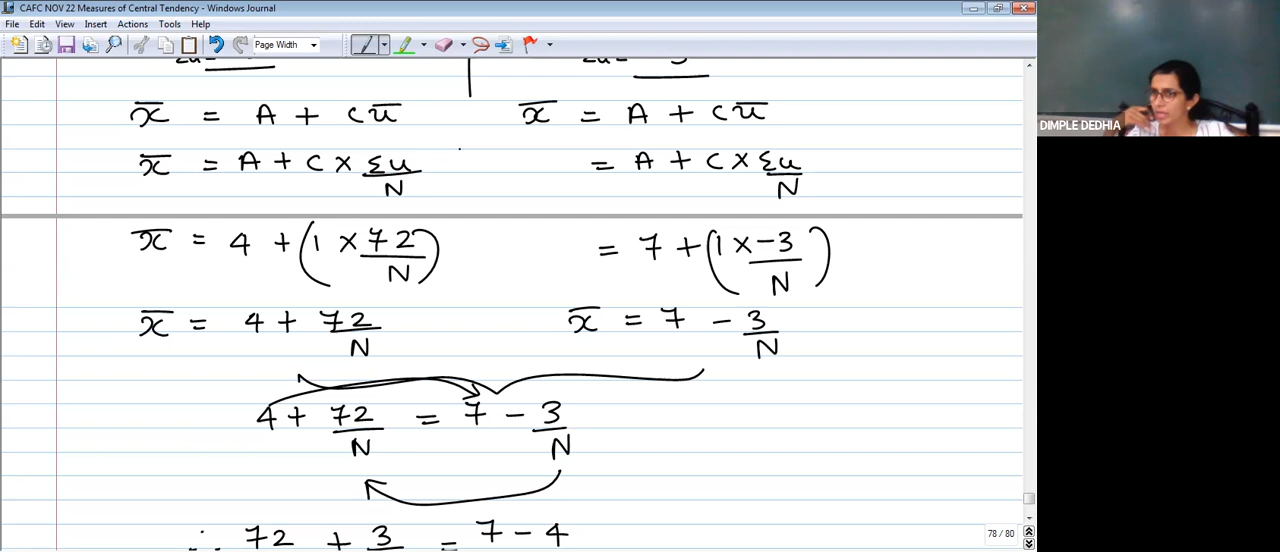 CAFC NOV 22 Measures of Central Tendency - Windows Journal
File Edit View Insert Actions Tools Help
Page Width
x̄ = A + C ū    x̄ = A + C ū
x̄ = A + C × Σu/N    = A + C × Σu/N
x̄ = 4 + (1 × 72/N)    = 7 + (1 × -3/N)
x̄ = 4 + 72/N    x̄ = 7 - 3/N
4 + 72/N = 7 - 3/N
∴ 72 + 3 = 7 - 4
DIMPLE DEDHIA
78 / 80